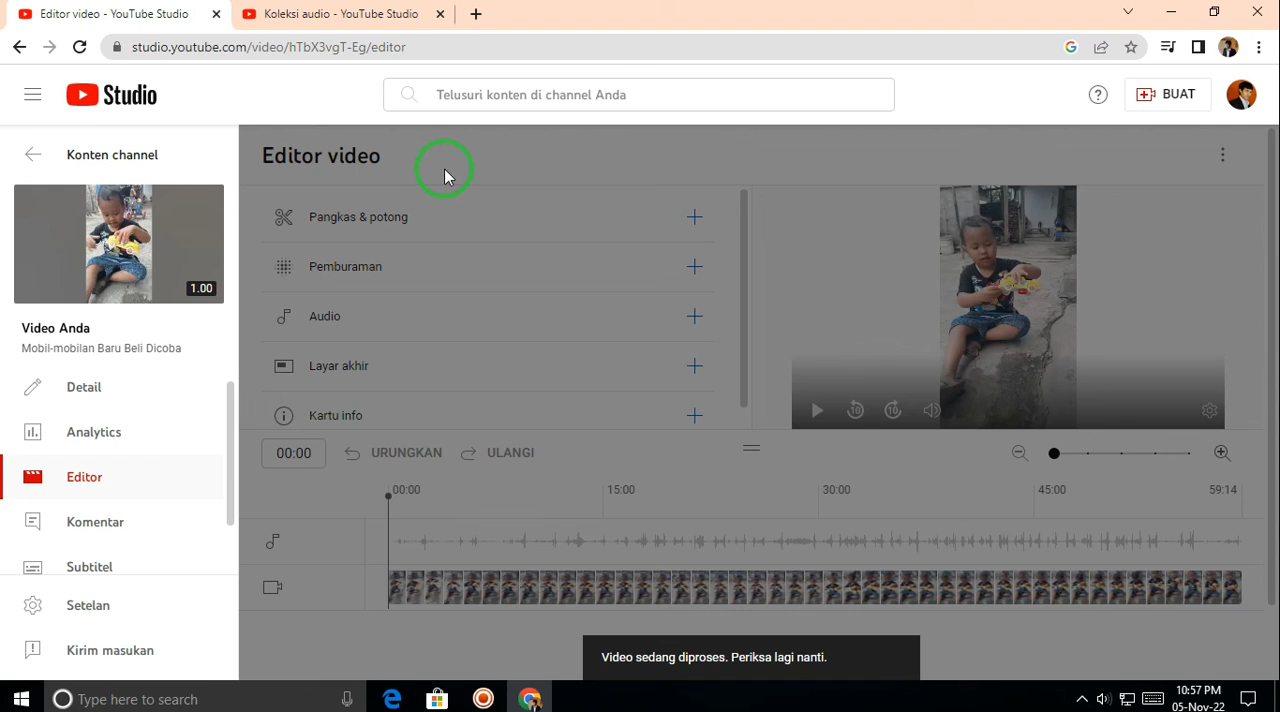 Editor video - YouTube Studio
Koleksi audio - YouTube Studio
studio.youtube.com/video/hTbX3vgT-Eg/editor
Studio
Telusuri konten di channel Anda
BUAT
Konten channel
1.00
Video Anda
Mobil-mobilan Baru Beli Dicoba
Detail
Analytics
Editor
Komentar
Subtitel
Setelan
Kirim masukan
Editor video
Pangkas & potong
Pemburaman
Audio
Layar akhir
Kartu info
10
10
00:00
URUNGKAN
ULANGI
00:00
15:00
30:00
45:00
59:14
Video sedang diproses. Periksa lagi nanti.
Type here to search
10:57 PM
05-Nov-22